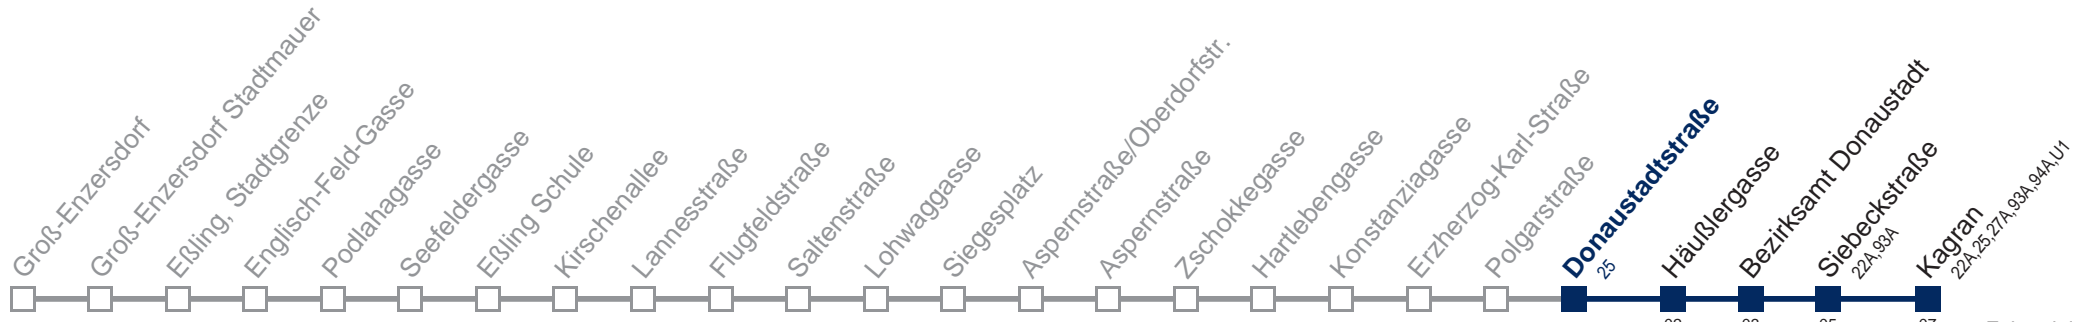 Groß-Enzersdorf
Groß-Enzersdorf Stadtmauer
Eßling, Stadtgrenze
Englisch-Feld-Gasse
Podlahagasse
Seefeldergasse
Eßling Schule
Kirschenallee
Lannesstraße
Flugfeldstraße
Saltenstraße
Lohwaggasse
Siegesplatz
Aspernstraße/Oberdorfstr.
Aspernstraße
Zschokkegasse
Hartlebengasse
Konstanziagasse
Erzherzog-Karl-Straße
Polgarstraße
Donaustadtstraße
25
Häußlergasse
Bezirksamt Donaustadt
Siebeckstraße
22A,93A
Kagran
22A,25,27A,93A,94A,U1